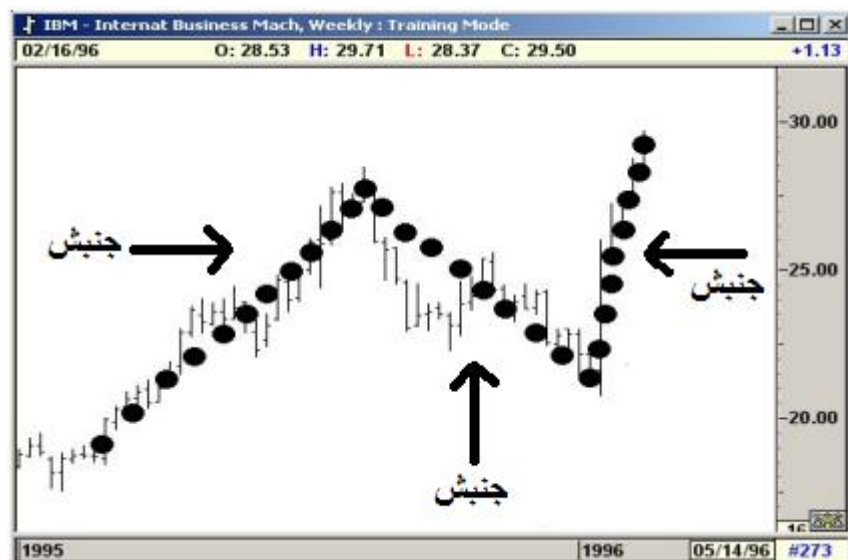 IBM - Internat Business Mach, Weekly : Training Mode
02/16/96 O: 28.53 H: 29.71 L: 28.37 C: 29.50 +1.13
30.00
جنبش
25.00
جنبش
20.00
جنبش
1995 1996 05/14/96 #273